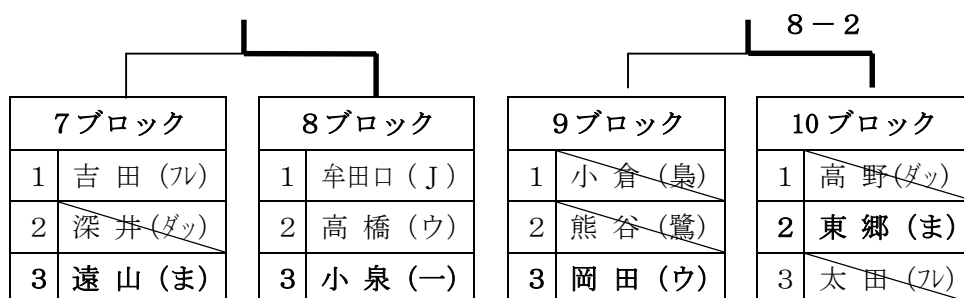 8－2
7ブロック 8ブロック 9ブロック 10ブロック
1 吉 田 (ﾌﾚ) 1 牟田口 (J) 1 小 倉 (梟) 1 高 野 (ﾀﾞｯ)
2 深 井 (ﾀﾞｯ) 2 高 橋 (ウ) 2 熊 谷 (鷺) 2 東 郷 (ま)
3 遠 山 (ま) 3 小 泉 (一) 3 岡 田 (ウ) 3 太 田 (ﾌﾚ)